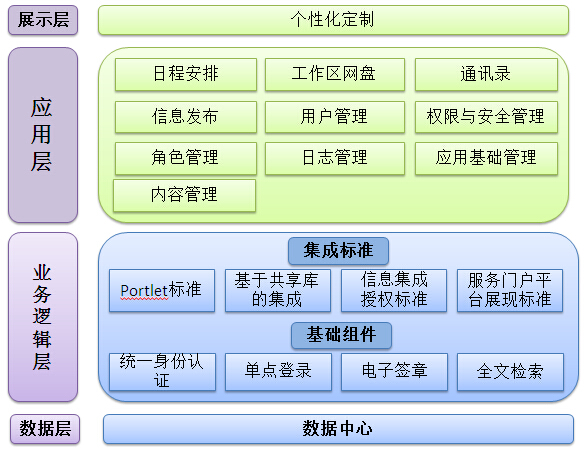 展示层
个性化定制
应用层
日程安排
工作区网盘
通讯录
信息发布
用户管理
权限与安全管理
角色管理
日志管理
应用基础管理
内容管理
业务逻辑层
集成标准
Portlet标准
基于共享库
的集成
信息集成
授权标准
服务门户平
台展现标准
基础组件
统一身份认
证
单点登录
电子签章
全文检索
数据层
数据中心